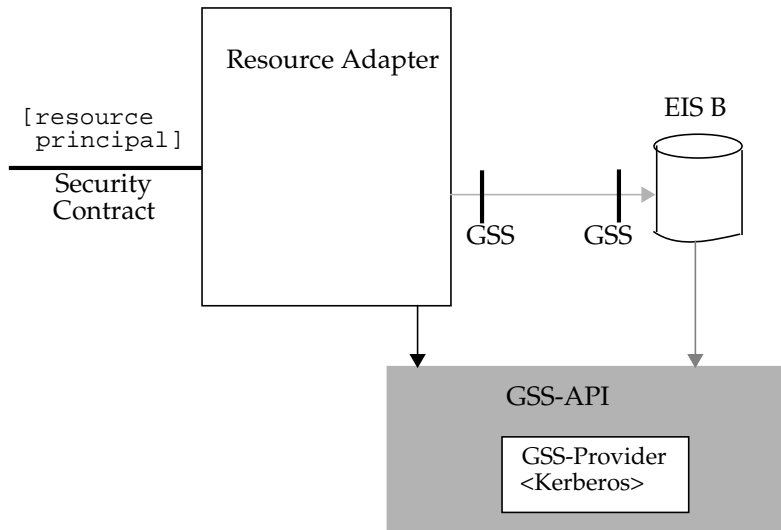 Resource Adapter
EIS B
[resource
principal]
Security
Contract
GSS
GSS
GSS-API
GSS-Provider
<Kerberos>